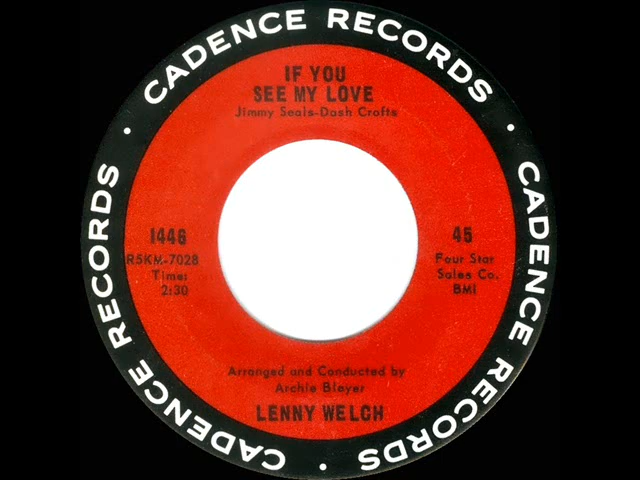 CADENCE RECORDS · CADENCE RECORDS · CADENCE RECORDS ·
IF YOU
SEE MY LOVE
Jimmy Seals-Dash Crofts
1446
R5KM-7028
Time:
2:30
45
Four Star
Sales Co.
BMI
Arranged and Conducted by
Archie Bleyer
LENNY WELCH